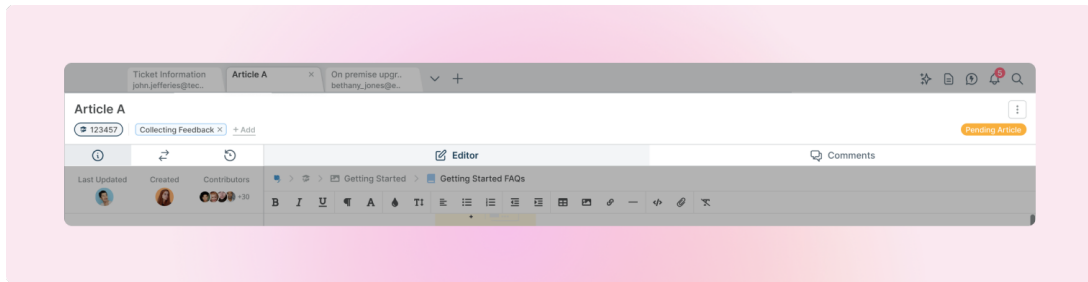 Ticket Information
john.jefferies@tec..
Article A
On premise upgr..
bethany_jones@e..
5
Article A
123457
Collecting Feedback
+ Add
Pending Article
Editor
Comments
Last Updated
Created
Contributors
+30
Getting Started
Getting Started FAQs